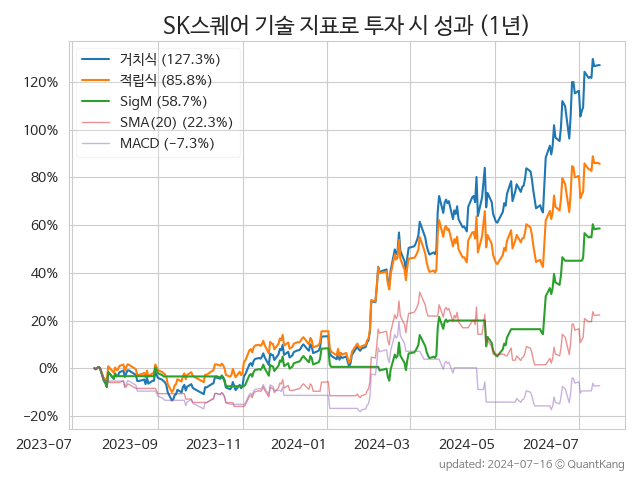 SK스퀘어 기술 지표로 투자 시 성과 (1년)
거치식 (127.3%)
적립식 (85.8%)
SigM (58.7%)
SMA(20) (22.3%)
MACD (-7.3%)
120%
100%
80%
60%
40%
20%
0%
−20%
2023-07 2023-09 2023-11 2024-01 2024-03 2024-05 2024-07
updated: 2024-07-16 © QuantKang